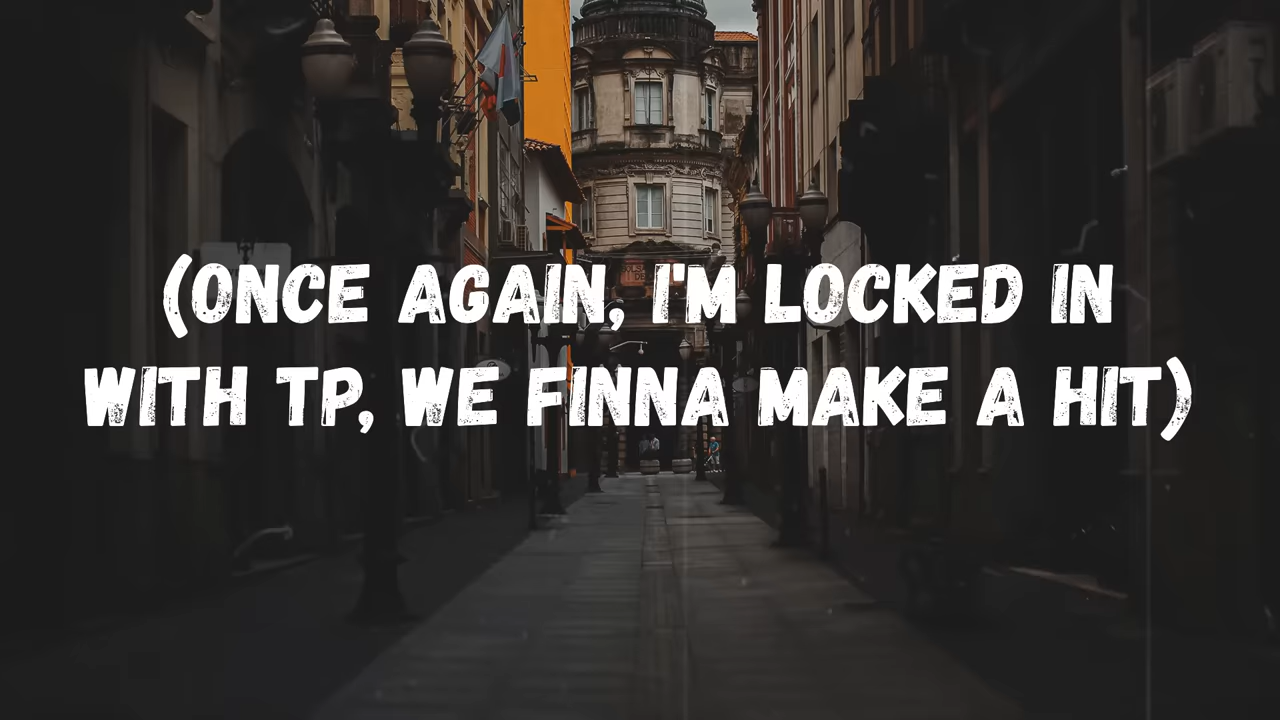 (ONCE AGAIN, I'M LOCKED IN
WITH TP, WE FINNA MAKE A HIT)